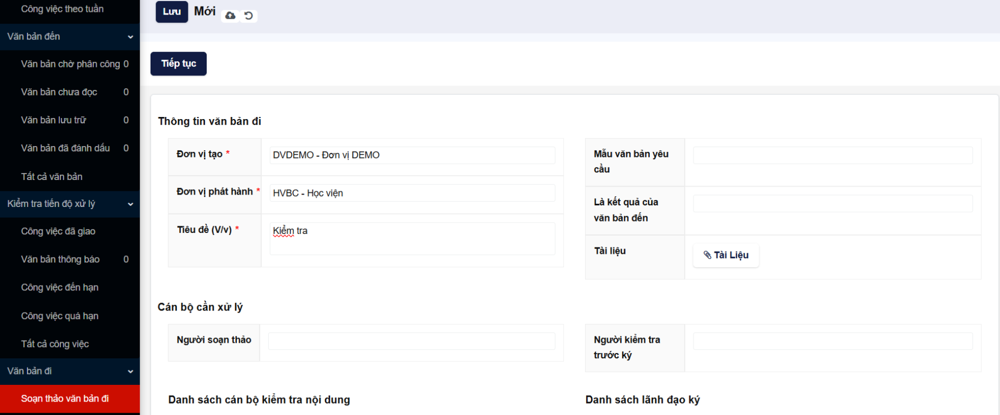 Công việc theo tuần
Văn bản đến
Văn bản chờ phân công 0
Văn bản chưa đọc 0
Văn bản lưu trữ 0
Văn bản đã đánh dấu 0
Tất cả văn bản
Kiểm tra tiến độ xử lý
Công việc đã giao
Văn bản thông báo 0
Công việc đến hạn
Công việc quá hạn
Tất cả công việc
Văn bản đi
Soạn thảo văn bản đi
Lưu Mới
Tiếp tục
Thông tin văn bản đi
Đơn vị tạo * DVDEMO - Đơn vị DEMO
Đơn vị phát hành * HVBC - Học viện
Tiêu đề (V/v) * Kiểm tra
Mẫu văn bản yêu
cầu
Là kết quả của
văn bản đến
Tài liệu Tài Liệu
Cán bộ cần xử lý
Người soạn thảo
Người kiểm tra
trước ký
Danh sách cán bộ kiểm tra nội dung
Danh sách lãnh đạo ký